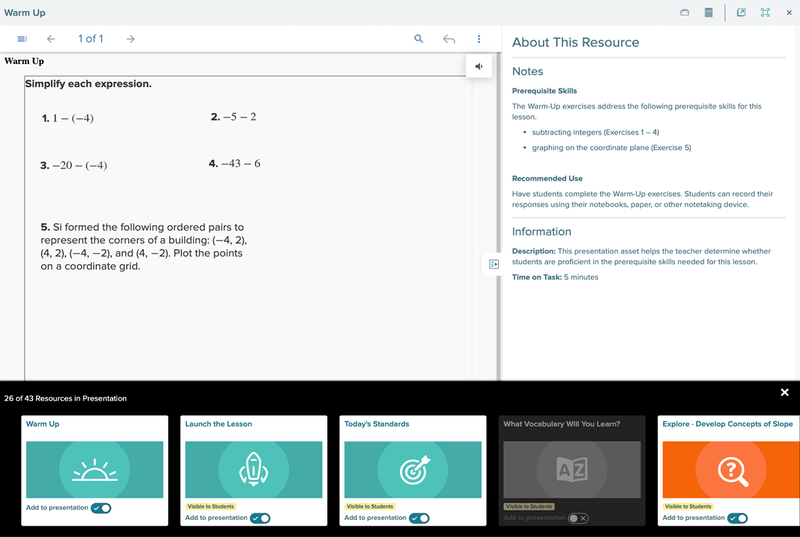 Warm Up
1 of 1
Warm Up
Simplify each expression.
1. 1 – (–4)
2. –5 – 2
3. –20 – (–4)
4. –43 – 6
5. Si formed the following ordered pairs to
represent the corners of a building: (–4, 2),
(4, 2), (–4, –2), and (4, –2). Plot the points
on a coordinate grid.
About This Resource
Notes
Prerequisite Skills
The Warm-Up exercises address the following prerequisite skills for this
lesson.
• subtracting integers (Exercises 1 – 4)
• graphing on the coordinate plane (Exercise 5)
Recommended Use
Have students complete the Warm-Up exercises. Students can record their
responses using their notebooks, paper, or other notetaking device.
Information
Description: This presentation asset helps the teacher determine whether
students are proficient in the prerequisite skills needed for this lesson.
Time on Task: 5 minutes
26 of 43 Resources in Presentation
Warm Up
Add to presentation
Launch the Lesson
Visible to Students
Add to presentation
Today's Standards
Visible to Students
Add to presentation
What Vocabulary Will You Learn?
A Z
Visible to Students
Add to presentation
Explore - Develop Concepts of Slope
Visible to Students
Add to presentation